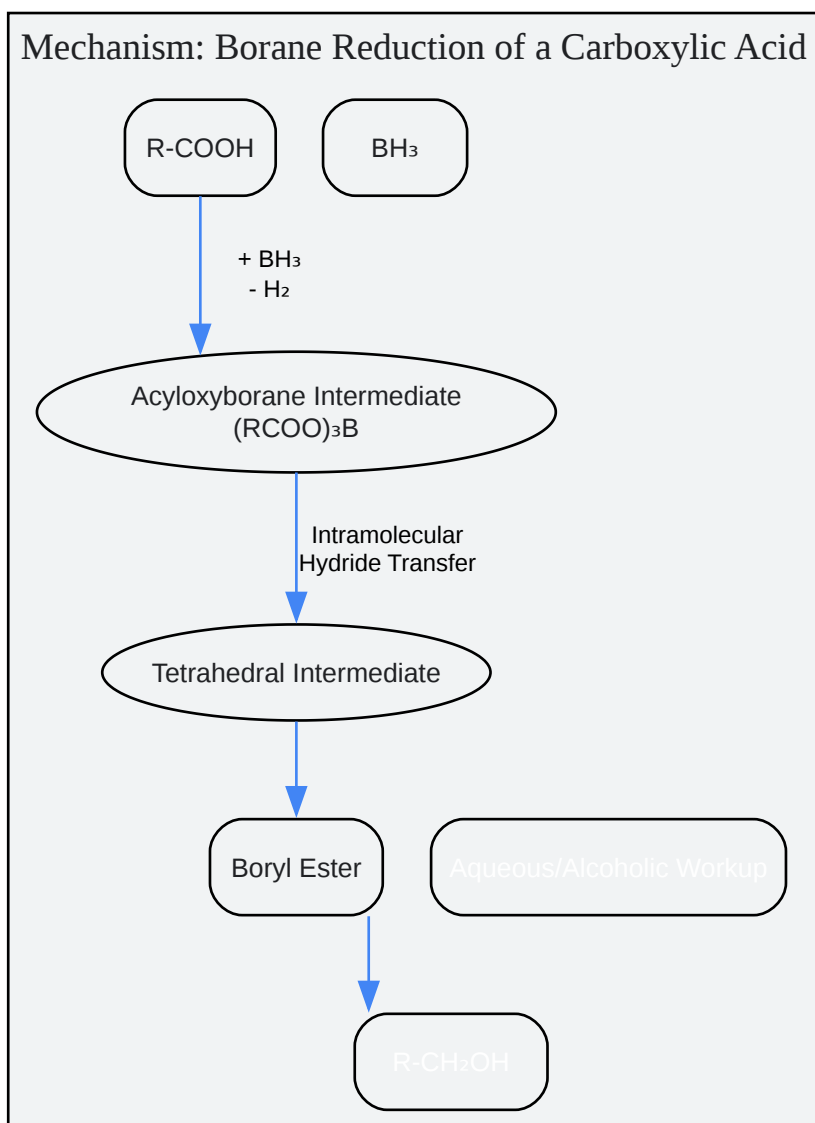 Mechanism: Borane Reduction of a Carboxylic Acid
R-COOH
BH₃
+ BH₃
- H₂
Acyloxyborane Intermediate
(RCOO)₃B
Intramolecular
Hydride Transfer
Tetrahedral Intermediate
Boryl Ester
Aqueous/Alcoholic Workup
R-CH₂OH